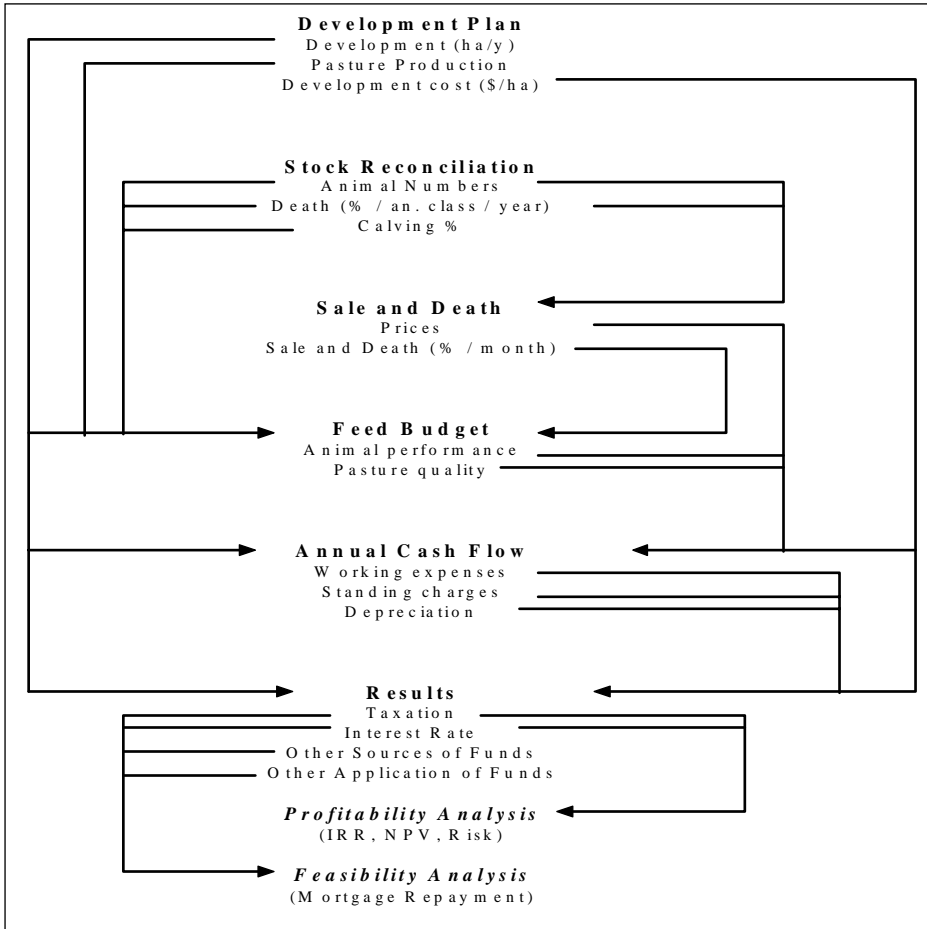 Development Plan
Development (ha/y)
Pasture Production
Development cost ($/ha)
Stock Reconciliation
Animal Numbers
Death (% / an. class / year)
Calving %
Sale and Death
Prices
Sale and Death (% / month)
Feed Budget
Animal performance
Pasture quality
Annual Cash Flow
Working expenses
Standing charges
Depreciation
Results
Taxation
Interest Rate
Other Sources of Funds
Other Application of Funds
Profitability Analysis
(IRR, NPV, Risk)
Feasibility Analysis
(Mortgage Repayment)